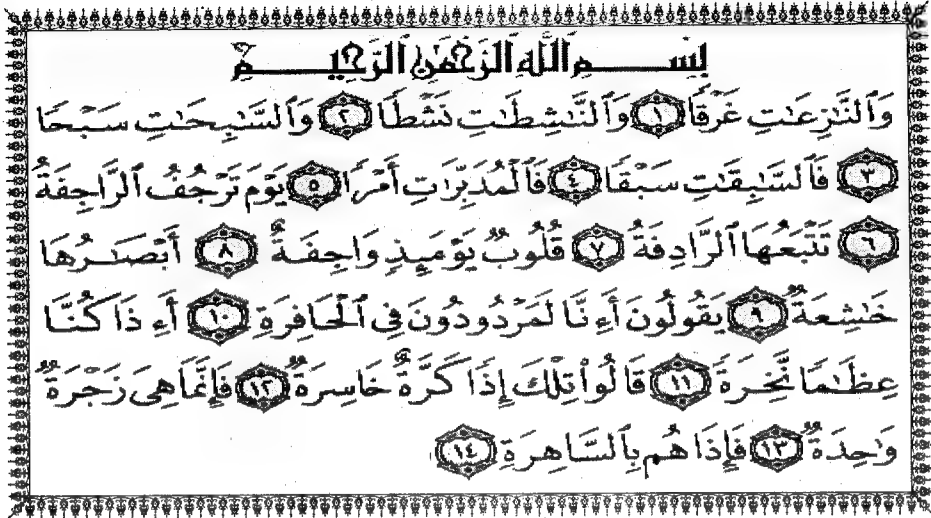 بِسْمِ ٱللَّهِ ٱلرَّحْمَٰنِ ٱلرَّحِيمِ
وَٱلنَّٰزِعَٰتِ غَرْقًا ١ وَٱلنَّٰشِطَٰتِ نَشْطًا ٢ وَٱلسَّٰبِحَٰتِ سَبْحًا
٣ فَٱلسَّٰبِقَٰتِ سَبْقًا ٤ فَٱلْمُدَبِّرَٰتِ أَمْرًا ٥ يَوْمَ تَرْجُفُ ٱلرَّاجِفَةُ
٦ تَتْبَعُهَا ٱلرَّادِفَةُ ٧ قُلُوبٌ يَوْمَئِذٍ وَاجِفَةٌ ٨ أَبْصَٰرُهَا
خَٰشِعَةٌ ٩ يَقُولُونَ أَءِنَّا لَمَرْدُودُونَ فِى ٱلْحَافِرَةِ ١٠ أَءِذَا كُنَّا
عِظَٰمًا نَّخِرَةً ١١ قَالُوا۟ تِلْكَ إِذًا كَرَّةٌ خَاسِرَةٌ ١٢ فَإِنَّمَا هِىَ زَجْرَةٌ
وَٰحِدَةٌ ١٣ فَإِذَا هُم بِٱلسَّاهِرَةِ ١٤